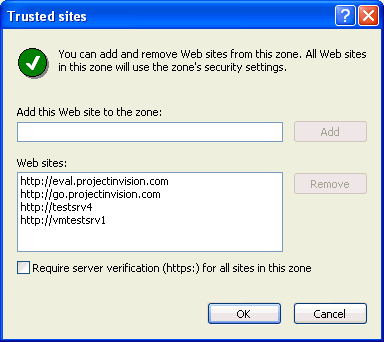 Trusted sites
You can add and remove Web sites from this zone. All Web sites
in this zone will use the zone's security settings.
Add this Web site to the zone:
Add
Web sites:
http://eval.projectinvision.com
http://go.projectinvision.com
http://testsrv4
http://vmtestsrv1
Remove
Require server verification (https:) for all sites in this zone
OK
Cancel